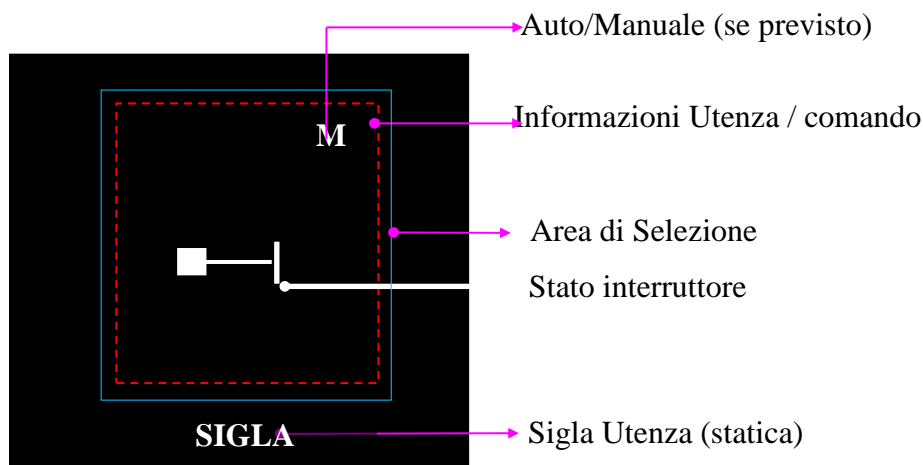 Auto/Manuale (se previsto)
M
Informazioni Utenza / comando
Area di Selezione
Stato interruttore
SIGLA
Sigla Utenza (statica)